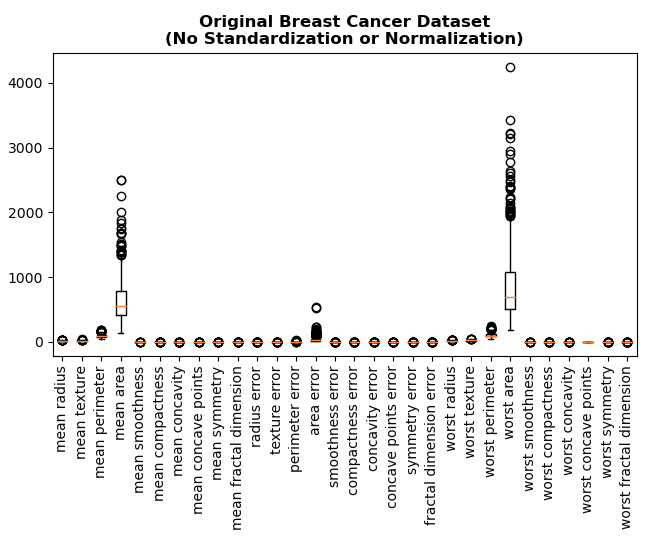 Original Breast Cancer Dataset
(No Standardization or Normalization)
4000
3000
2000
1000
0
mean radius
mean texture
mean perimeter
mean area
mean smoothness
mean compactness
mean concavity
mean concave points
mean symmetry
mean fractal dimension
radius error
texture error
perimeter error
area error
smoothness error
compactness error
concavity error
concave points error
symmetry error
fractal dimension error
worst radius
worst texture
worst perimeter
worst area
worst smoothness
worst compactness
worst concavity
worst concave points
worst symmetry
worst fractal dimension